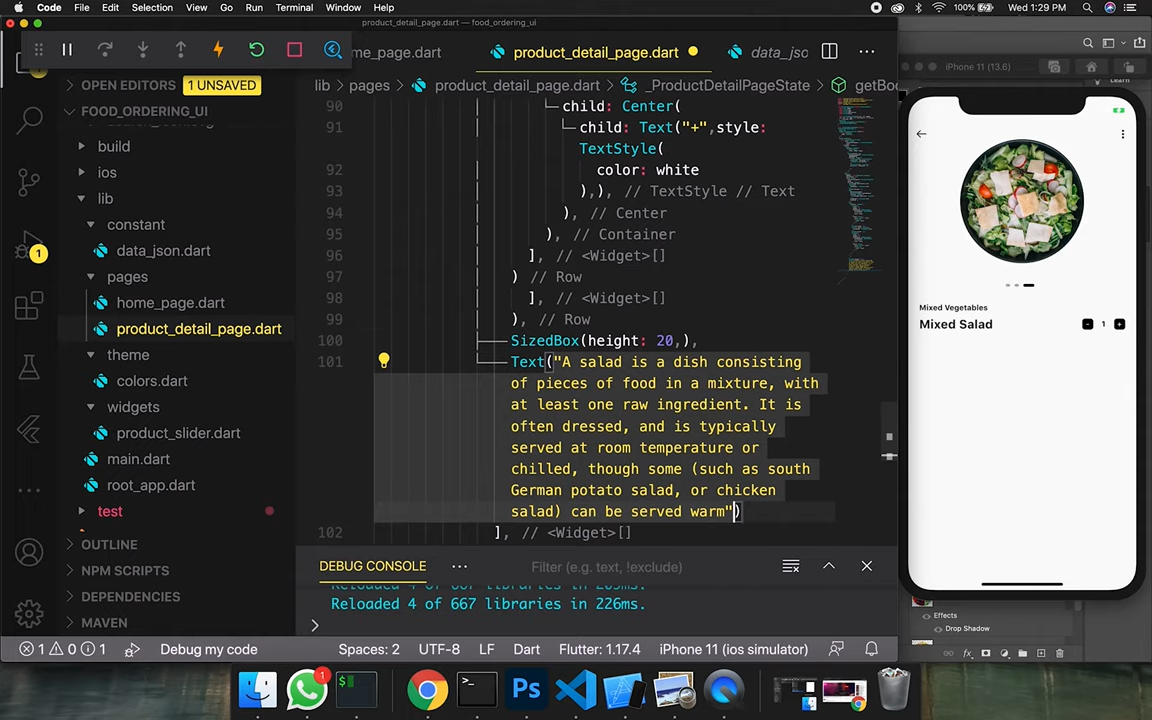 Code File Edit Selection View Go Run Terminal Window Help 100% Wed 1:29 PM
product_detail_page.dart — food_ordering_ui
me_page.dart product_detail_page.dart data_jso
OPEN EDITORS 1 UNSAVED
FOOD_ORDERING_UI
build
ios
lib
constant
data_json.dart
pages
home_page.dart
product_detail_page.dart
theme
colors.dart
widgets
product_slider.dart
main.dart
root_app.dart
test
OUTLINE
NPM SCRIPTS
DEPENDENCIES
MAVEN
1
lib pages product_detail_page.dart _ProductDetailPageState getBoc
90 child: Center(
91 child: Text("+",style:
TextStyle(
92 color: white
93 ),), // TextStyle // Text
94 ), // Center
95 ), // Container
96 ], // <Widget>[]
97 ) // Row
98 ], // <Widget>[]
99 ), // Row
100 SizedBox(height: 20,),
101 Text("A salad is a dish consisting
of pieces of food in a mixture, with
at least one raw ingredient. It is
often dressed, and is typically
served at room temperature or
chilled, though some (such as south
German potato salad, or chicken
salad) can be served warm")
102 ], // <Widget>[]
DEBUG CONSOLE Filter (e.g. text, !exclude)
Reloaded 4 of 667 libraries in 226ms.
1 0 1 Debug my code Spaces: 2 UTF-8 LF Dart Flutter: 1.17.4 iPhone 11 (ios simulator)
iPhone 11 (13.6)
Mixed Vegetables
Mixed Salad - 1 +
Effects
Drop Shadow
fx
1
$
>_
Ps